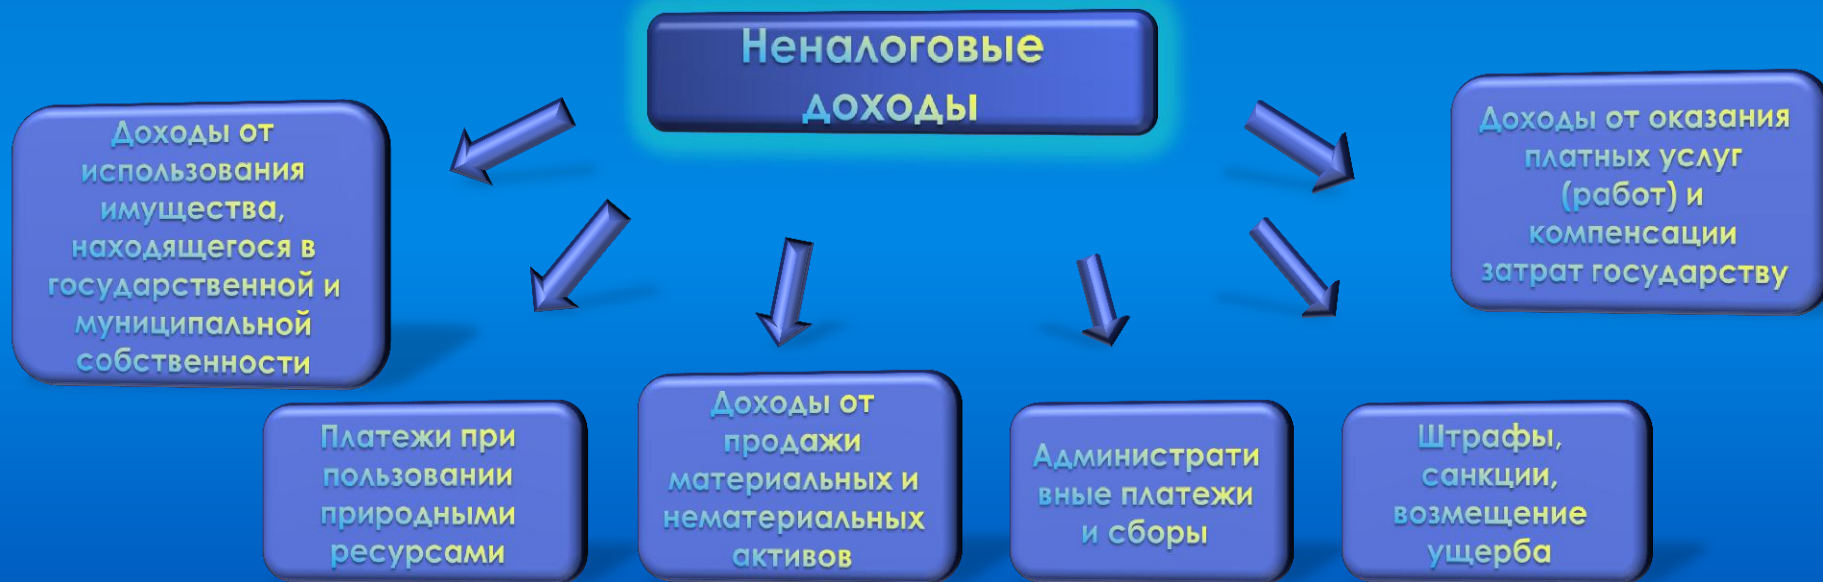 Неналоговые
доходы
Доходы от
использования
имущества,
находящегося в
государственной и
муниципальной
собственности
Доходы от оказания
платных услуг
(работ) и
компенсации
затрат государству
Платежи при
пользовании
природными
ресурсами
Доходы от
продажи
материальных и
нематериальных
активов
Администрати
вные платежи
и сборы
Штрафы,
санкции,
возмещение
ущерба